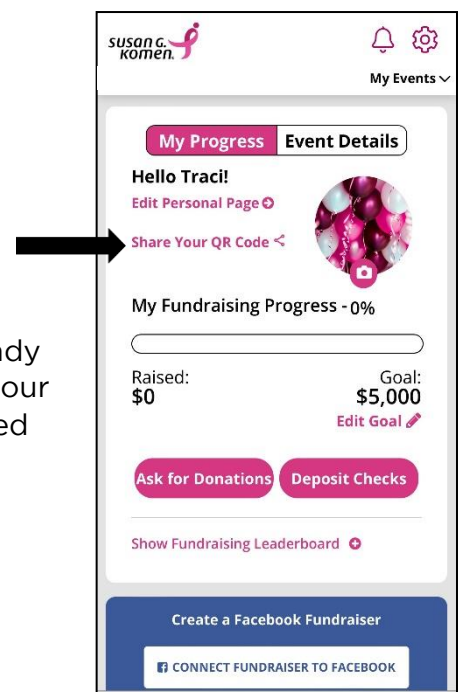 susan g.
komen.
My Events
My Progress Event Details
Hello Traci!
Edit Personal Page
Share Your QR Code
My Fundraising Progress - 0%
Raised: Goal:
$0 $5,000
Edit Goal
Ask for Donations Deposit Checks
Show Fundraising Leaderboard
Create a Facebook Fundraiser
CONNECT FUNDRAISER TO FACEBOOK
our